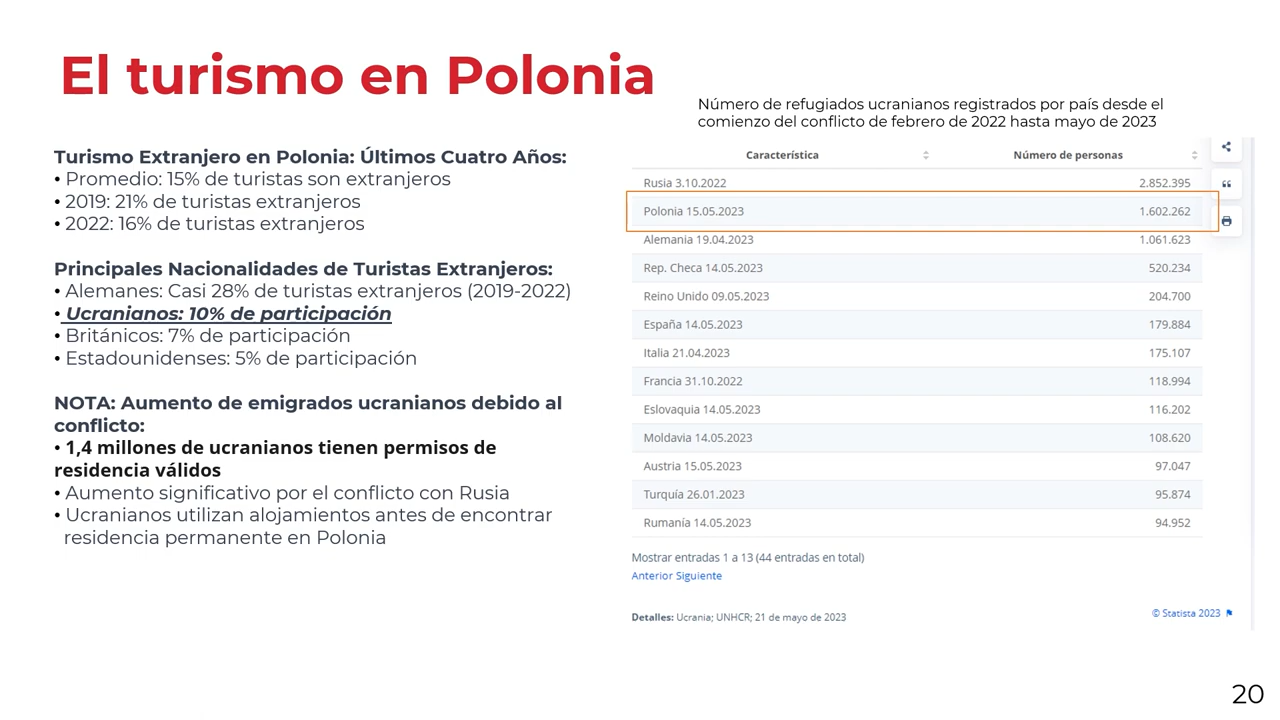 El turismo en Polonia
Número de refugiados ucranianos registrados por país desde el
comienzo del conflicto de febrero de 2022 hasta mayo de 2023
Turismo Extranjero en Polonia: Últimos Cuatro Años:
• Promedio: 15% de turistas son extranjeros
• 2019: 21% de turistas extranjeros
• 2022: 16% de turistas extranjeros
Principales Nacionalidades de Turistas Extranjeros:
• Alemanes: Casi 28% de turistas extranjeros (2019-2022)
• Ucranianos: 10% de participación
• Británicos: 7% de participación
• Estadounidenses: 5% de participación
NOTA: Aumento de emigrados ucranianos debido al
conflicto:
• 1,4 millones de ucranianos tienen permisos de
residencia válidos
• Aumento significativo por el conflicto con Rusia
• Ucranianos utilizan alojamientos antes de encontrar
residencia permanente en Polonia
Característica Número de personas
Rusia 3.10.2022 2.852.395
Polonia 15.05.2023 1.602.262
Alemania 19.04.2023 1.061.623
Rep. Checa 14.05.2023 520.234
Reino Unido 09.05.2023 204.700
España 14.05.2023 179.884
Italia 21.04.2023 175.107
Francia 31.10.2022 118.994
Eslovaquia 14.05.2023 116.202
Moldavia 14.05.2023 108.620
Austria 15.05.2023 97.047
Turquía 26.01.2023 95.874
Rumanía 14.05.2023 94.952
Mostrar entradas 1 a 13 (44 entradas en total)
Anterior Siguiente
© Statista 2023
Detalles: Ucrania; UNHCR; 21 de mayo de 2023
20